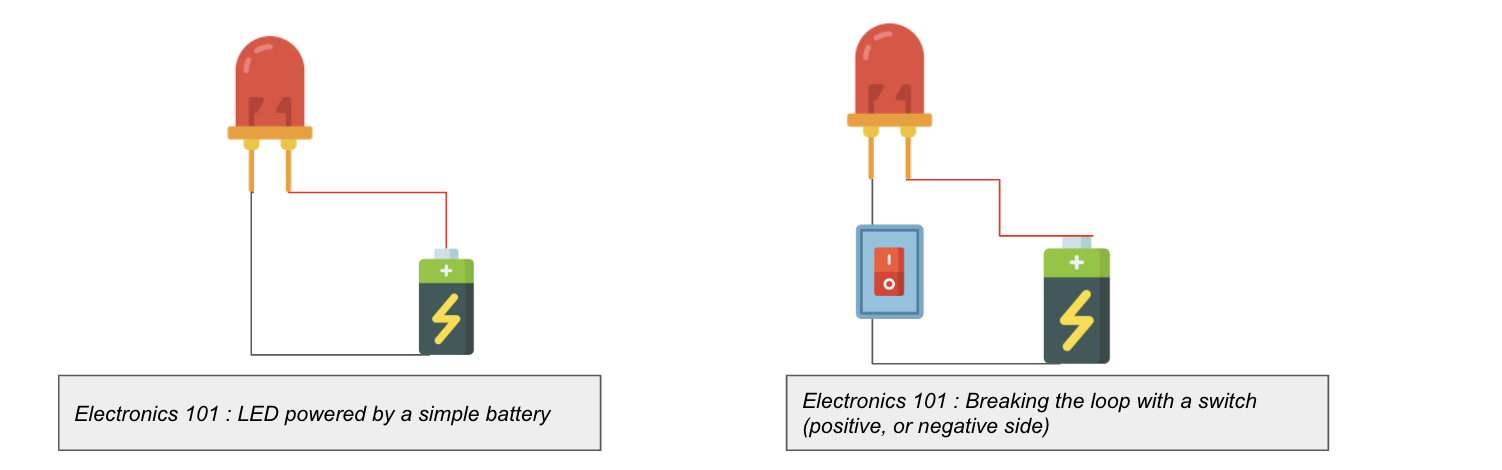 +
I
O
+
Electronics 101 : LED powered by a simple battery
Electronics 101 : Breaking the loop with a switch
(positive, or negative side)